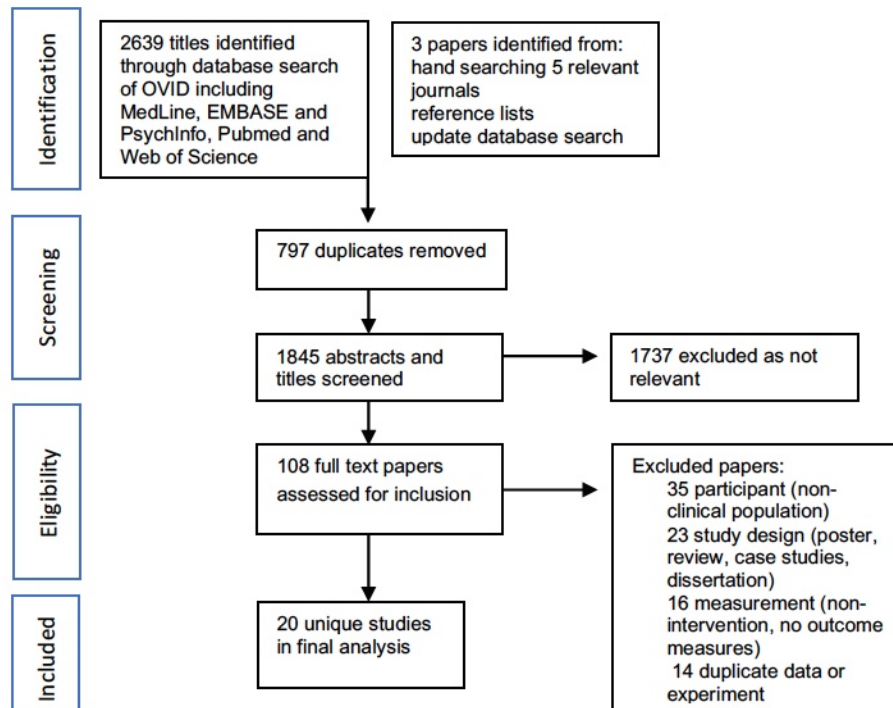 Identification
2639 titles identified
through database search
of OVID including
MedLine, EMBASE and
PsychInfo, Pubmed and
Web of Science
3 papers identified from:
hand searching 5 relevant
journals
reference lists
update database search
Screening
797 duplicates removed
1845 abstracts and
titles screened
1737 excluded as not
relevant
Eligibility
108 full text papers
assessed for inclusion
Excluded papers:
35 participant (non-
clinical population)
23 study design (poster,
review, case studies,
dissertation)
16 measurement (non-
intervention, no outcome
measures)
14 duplicate data or
experiment
Included
20 unique studies
in final analysis